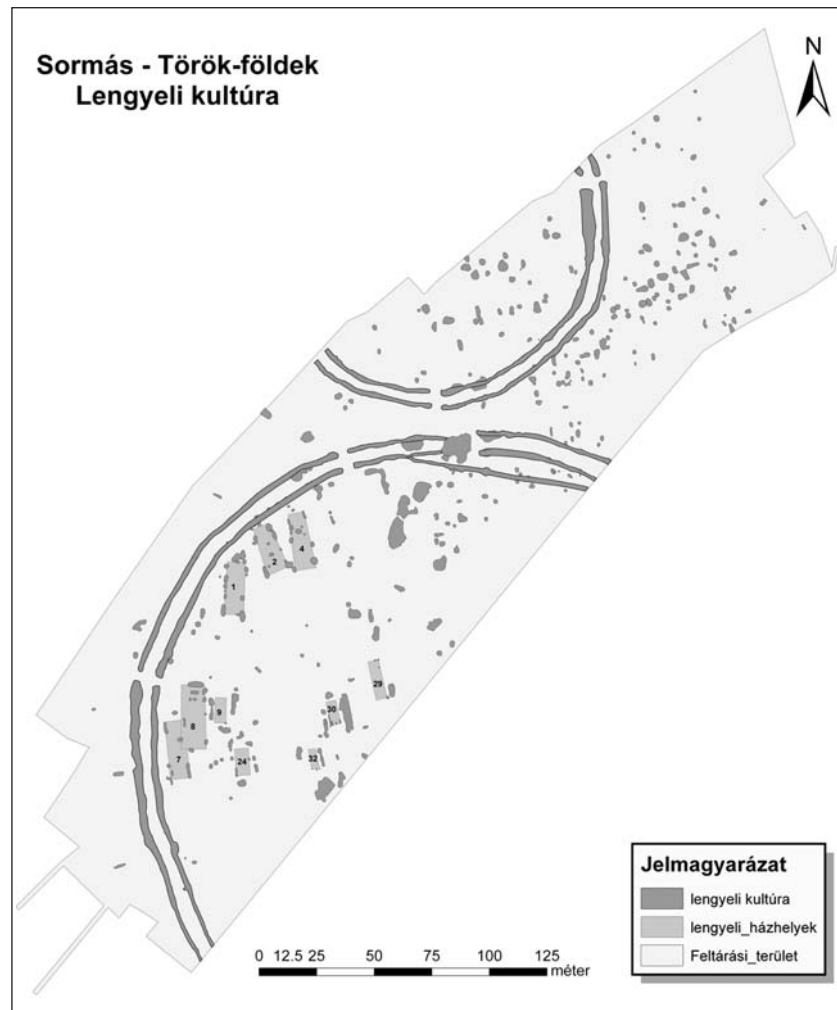 Sormás - Török-földek
Lengyeli kultúra
N
4
2
1
29
9
30
8
7
24
32
Jelmagyarázat
lengyeli kultúra
lengyeli_házhelyek
Feltárási_terület
0 12.5 25 50 75 100 125
méter